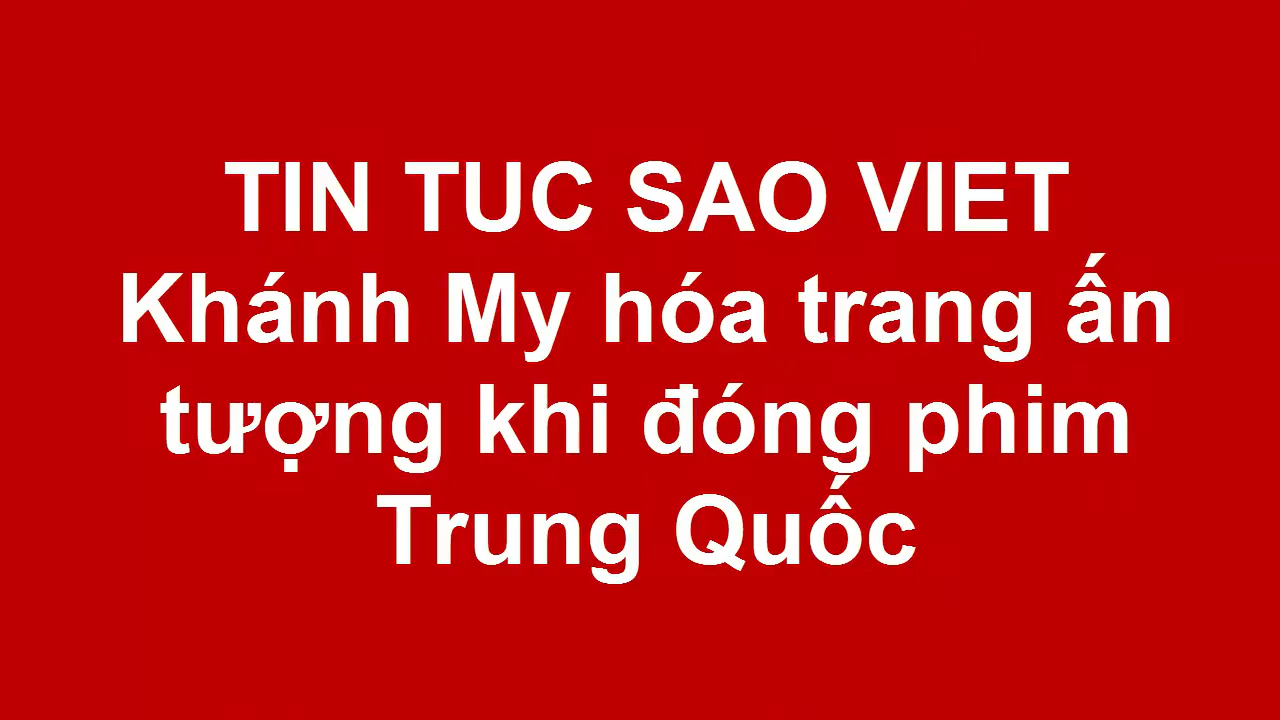 TIN TUC SAO VIET
Khánh My hóa trang ấn
tượng khi đóng phim
Trung Quốc